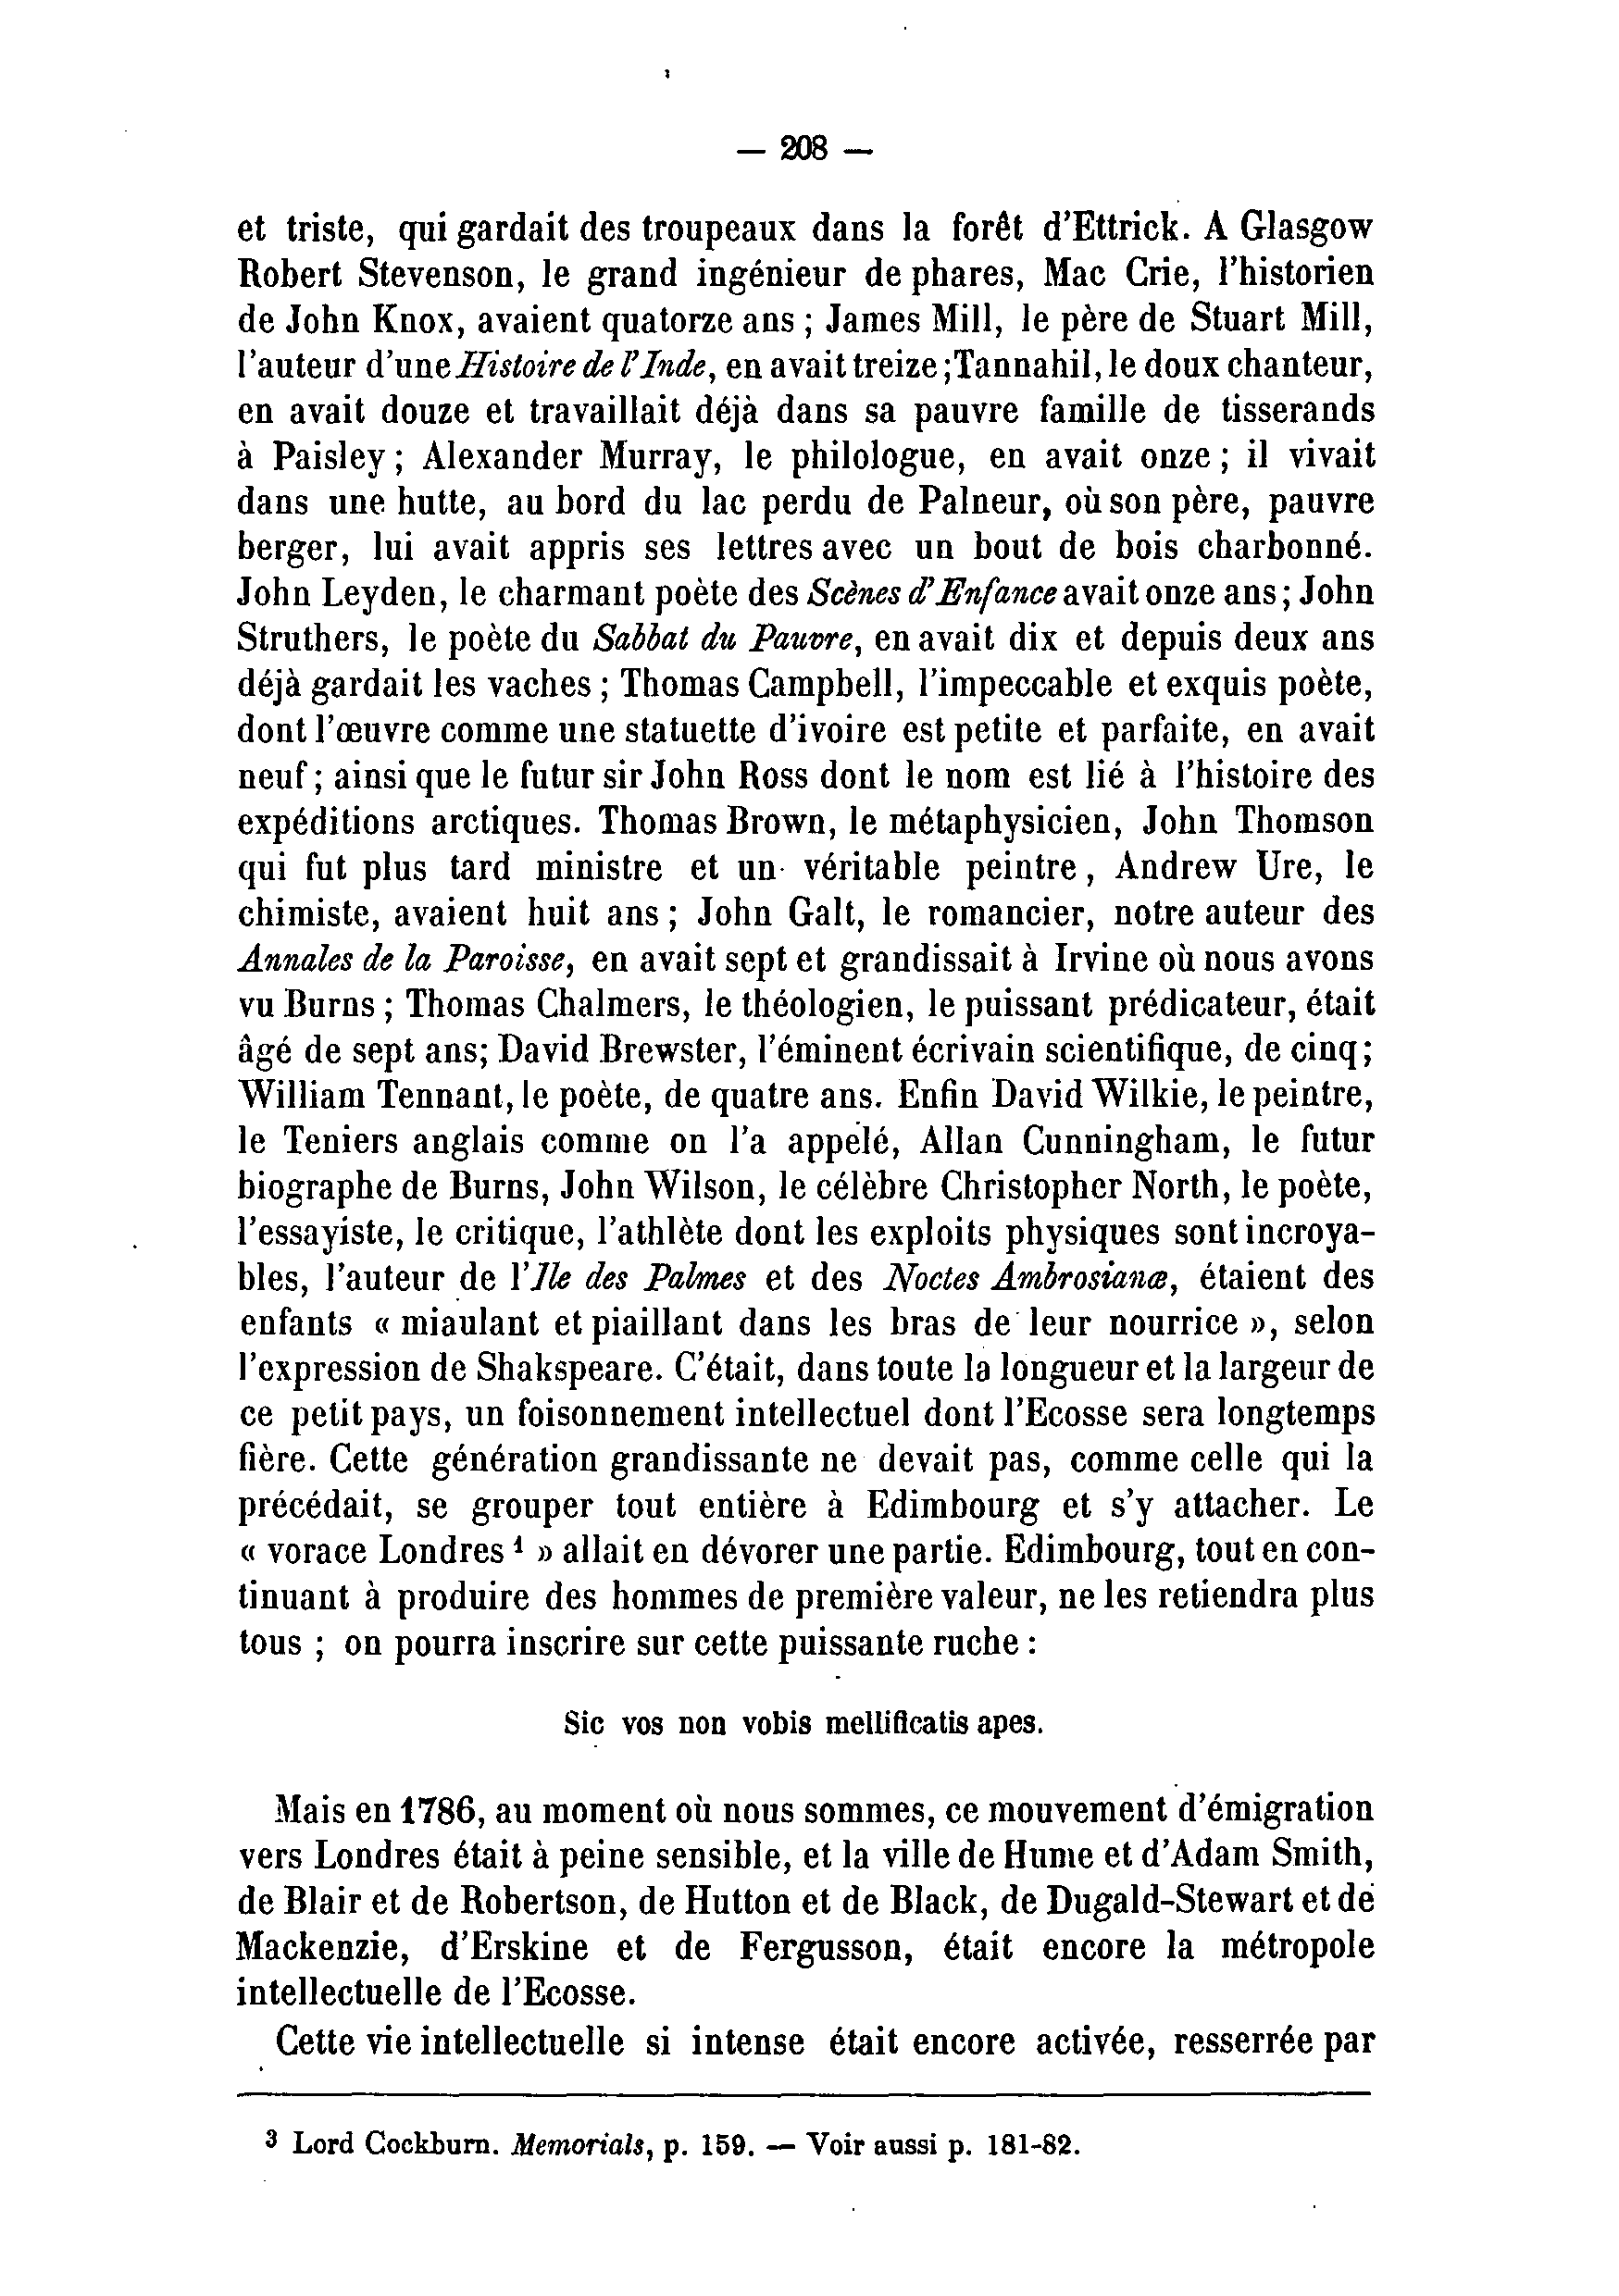 — 208 —
et triste, qui gardait des troupeaux dans la forêt d'Ettrick. A Glasgow
Robert Stevenson, le grand ingénieur de phares, Mac Crie, l'historien
de John Knox, avaient quatorze ans ; James Mill, le père de Stuart Mill,
l'auteur d'une Histoire de l'Inde, en avait treize ; Tannahil, le doux chanteur,
en avait douze et travaillait déjà dans sa pauvre famille de tisserands
à Paisley ; Alexander Murray, le philologue, en avait onze ; il vivait
dans une hutte, au bord du lac perdu de Palneur, où son père, pauvre
berger, lui avait appris ses lettres avec un bout de bois charbonné.
John Leyden, le charmant poète des Scènes d'Enfance avait onze ans ; John
Struthers, le poète du Sabbat du Pauvre, en avait dix et depuis deux ans
déjà gardait les vaches ; Thomas Campbell, l'impeccable et exquis poète,
dont l'œuvre comme une statuette d'ivoire est petite et parfaite, en avait
neuf ; ainsi que le futur sir John Ross dont le nom est lié à l'histoire des
expéditions arctiques. Thomas Brown, le métaphysicien, John Thomson
qui fut plus tard ministre et un véritable peintre, Andrew Ure, le
chimiste, avaient huit ans ; John Galt, le romancier, notre auteur des
Annales de la Paroisse, en avait sept et grandissait à Irvine où nous avons
vu Burns ; Thomas Chalmers, le théologien, le puissant prédicateur, était
âgé de sept ans; David Brewster, l'éminent écrivain scientifique, de cinq;
William Tennant, le poète, de quatre ans. Enfin David Wilkie, le peintre,
le Teniers anglais comme on l'a appelé, Allan Cunningham, le futur
biographe de Burns, John Wilson, le célèbre Christopher North, le poète,
l'essayiste, le critique, l'athlète dont les exploits physiques sont incroya-
bles, l'auteur de l'Ile des Palmes et des Noctes Ambrosianæ, étaient des
enfants « miaulant et piaillant dans les bras de leur nourrice », selon
l'expression de Shakspeare. C'était, dans toute la longueur et la largeur de
ce petit pays, un foisonnement intellectuel dont l'Ecosse sera longtemps
fière. Cette génération grandissante ne devait pas, comme celle qui la
précédait, se grouper tout entière à Edimbourg et s'y attacher. Le
« vorace Londres ¹ » allait en dévorer une partie. Edimbourg, tout en con-
tinuant à produire des hommes de première valeur, ne les retiendra plus
tous ; on pourra inscrire sur cette puissante ruche :
Sic vos non vobis mellificatis apes.
Mais en 1786, au moment où nous sommes, ce mouvement d'émigration
vers Londres était à peine sensible, et la ville de Hume et d'Adam Smith,
de Blair et de Robertson, de Hutton et de Black, de Dugald-Stewart et de
Mackenzie, d'Erskine et de Fergusson, était encore la métropole
intellectuelle de l'Ecosse.
Cette vie intellectuelle si intense était encore activée, resserrée par
³ Lord Cockburn. Memorials, p. 159. — Voir aussi p. 181-82.